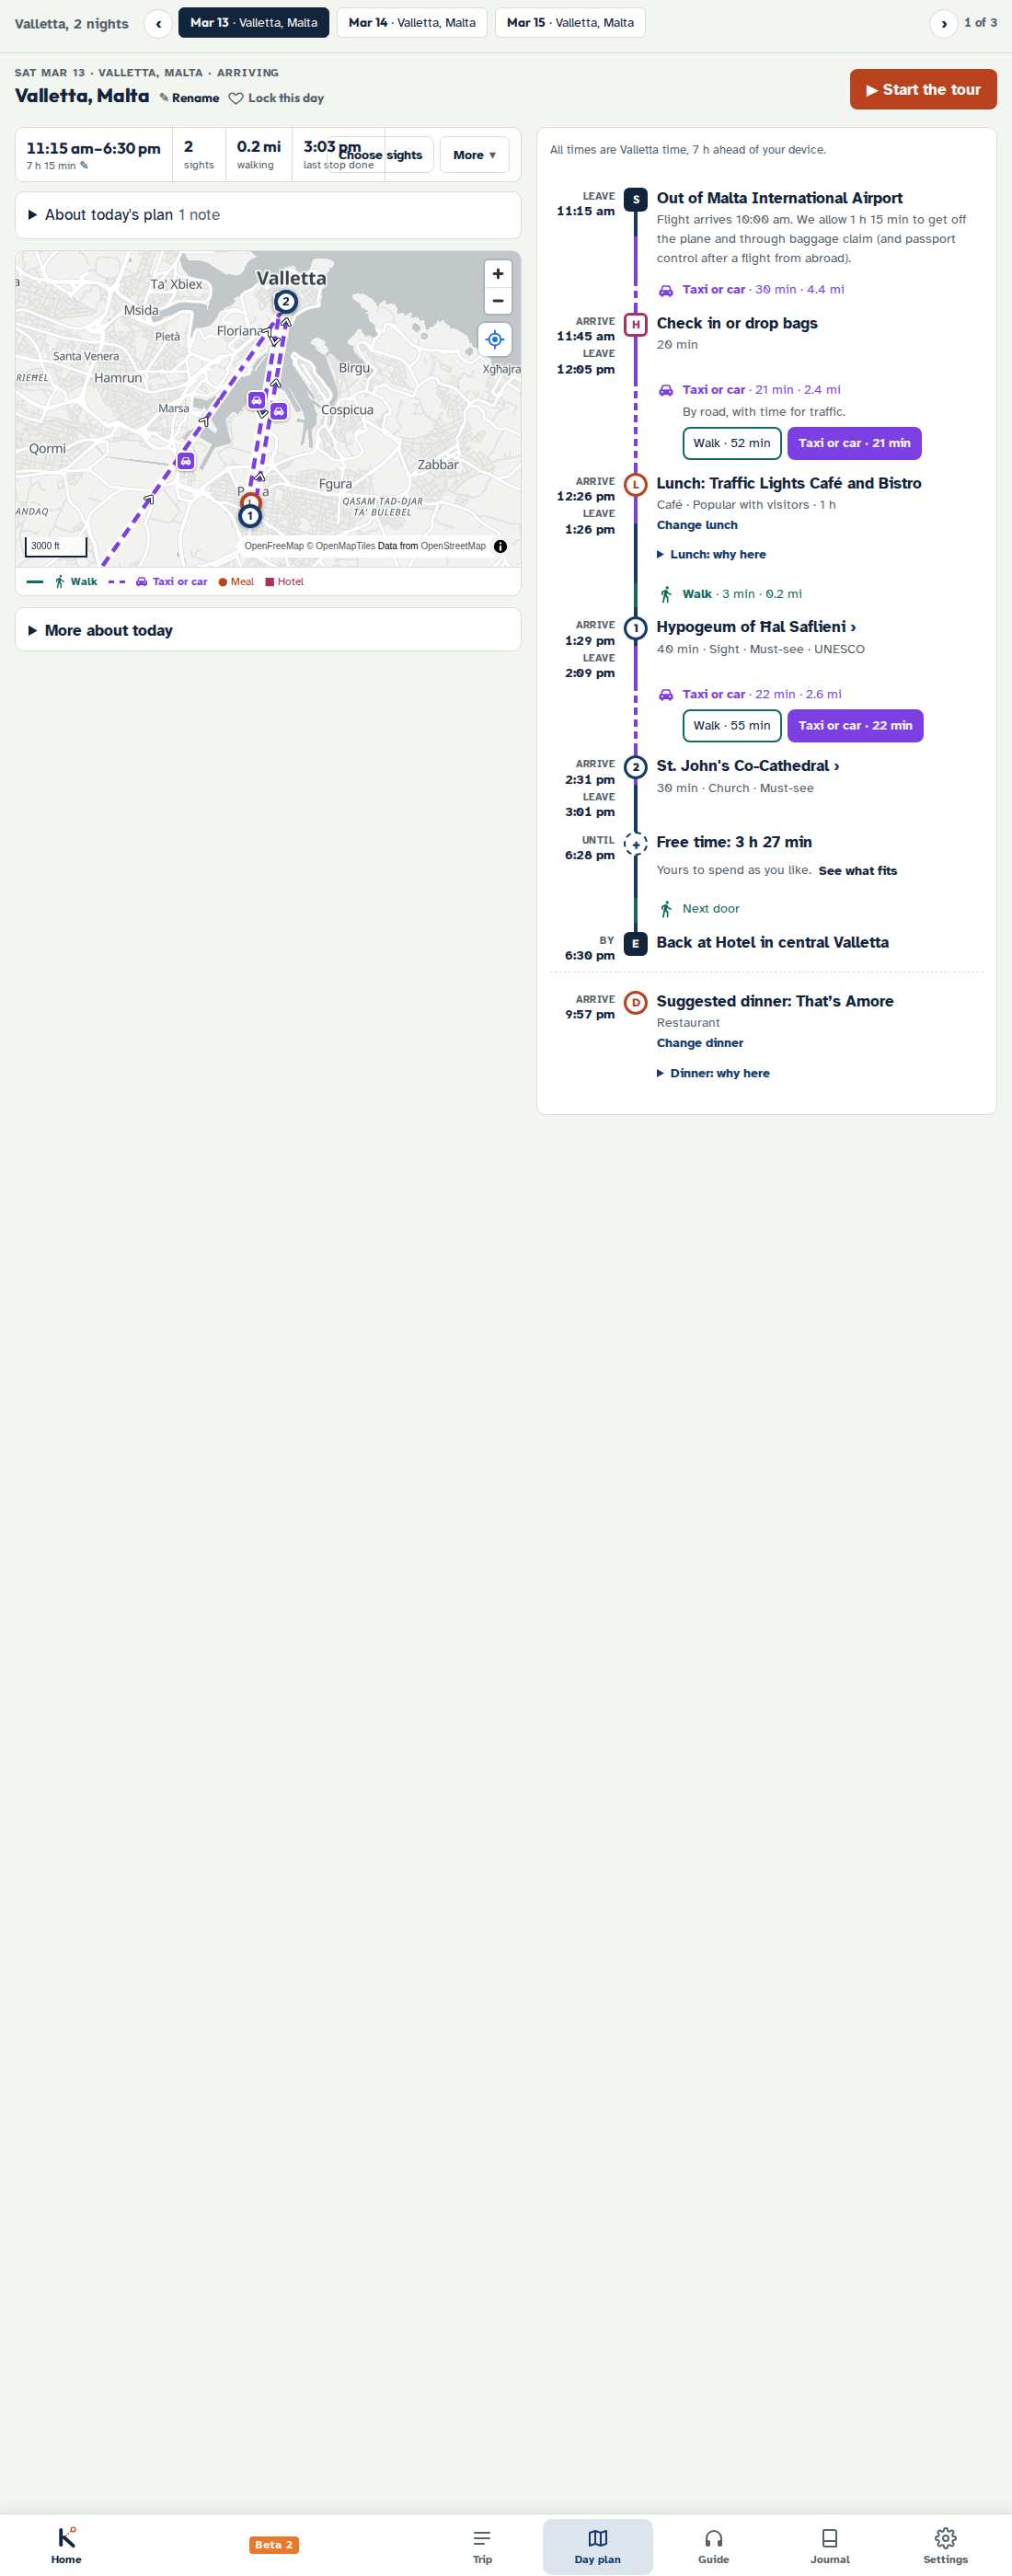 Valletta, 2 nights
‹
Mar 13 · Valletta, Malta
Mar 14 · Valletta, Malta
Mar 15 · Valletta, Malta
›
1 of 3
SAT MAR 13 · VALLETTA, MALTA · ARRIVING
Valletta, Malta
✎ Rename
Lock this day
▶ Start the tour
11:15 am–6:30 pm
7 h 15 min ✎
2
sights
0.2 mi
walking
3:03 pm
last stop done
Choose sights
More ▾
▶ About today's plan 1 note
Valletta
Ta' Xbiex
Msida
Floriana
Pietà
Santa Venera
Birgu
Xgħajra
Hamrun
Marsa
Cospicua
Qormi
Zabbar
Fgura
QASAM TAD-DJAR
TA' BULEBEL
ANDAQ
2
L
1
+
−
3000 ft
OpenFreeMap © OpenMapTiles Data from OpenStreetMap
Walk
Taxi or car
Meal
Hotel
▶ More about today
All times are Valletta time, 7 h ahead of your device.
LEAVE
11:15 am
S
Out of Malta International Airport
Flight arrives 10:00 am. We allow 1 h 15 min to get off
the plane and through baggage claim (and passport
control after a flight from abroad).
Taxi or car · 30 min · 4.4 mi
ARRIVE
11:45 am
LEAVE
12:05 pm
H
Check in or drop bags
20 min
Taxi or car · 21 min · 2.4 mi
By road, with time for traffic.
Walk · 52 min
Taxi or car · 21 min
ARRIVE
12:26 pm
LEAVE
1:26 pm
L
Lunch: Traffic Lights Café and Bistro
Café · Popular with visitors · 1 h
Change lunch
▶ Lunch: why here
Walk · 3 min · 0.2 mi
ARRIVE
1:29 pm
LEAVE
2:09 pm
1
Hypogeum of Ħal Saflieni ›
40 min · Sight · Must-see · UNESCO
Taxi or car · 22 min · 2.6 mi
Walk · 55 min
Taxi or car · 22 min
ARRIVE
2:31 pm
LEAVE
3:01 pm
2
St. John's Co-Cathedral ›
30 min · Church · Must-see
UNTIL
6:28 pm
+
Free time: 3 h 27 min
Yours to spend as you like. See what fits
Next door
BY
6:30 pm
E
Back at Hotel in central Valletta
ARRIVE
9:57 pm
D
Suggested dinner: That's Amore
Restaurant
Change dinner
▶ Dinner: why here
Home
Beta 2
Trip
Day plan
Guide
Journal
Settings